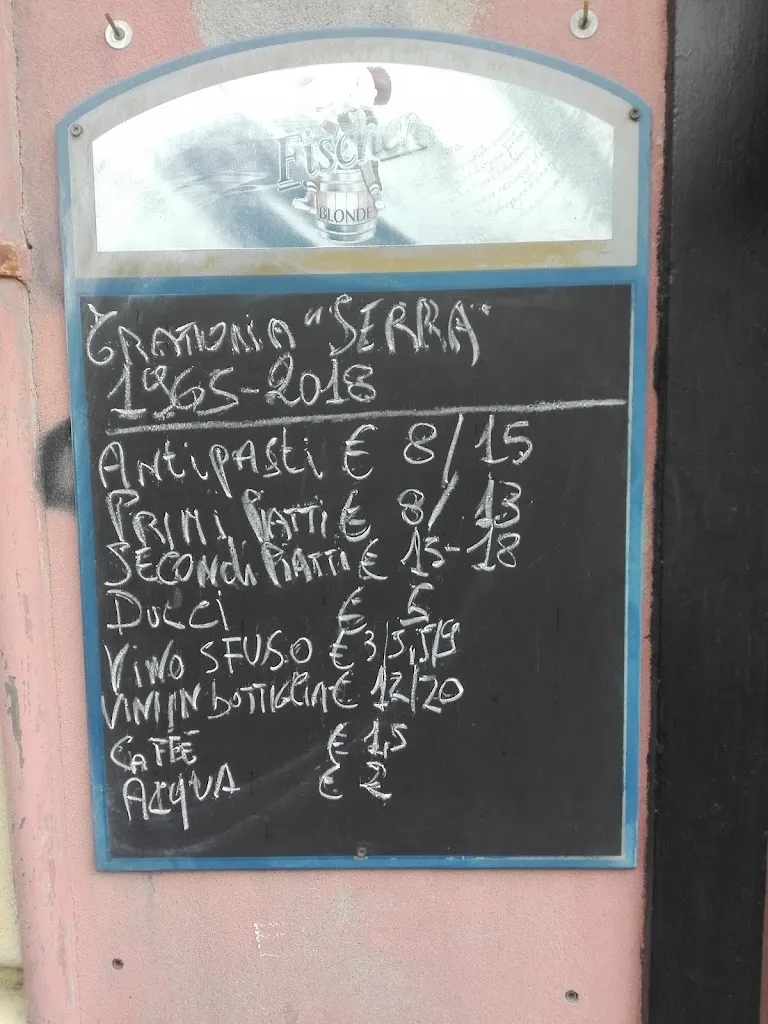 Fischer
BLONDE
TRATTORIA "SERRA"
1965-2018
Antipasti € 8/15
PRIMI PIATTI € 8/13
SECONDI PIATTI € 15-18
DOLCI € 5
VINO SFUSO € 3/5,5/9
VINI IN BOTTIGLIA € 12/20
CAFFÈ € 1,5
ACQUA € 2